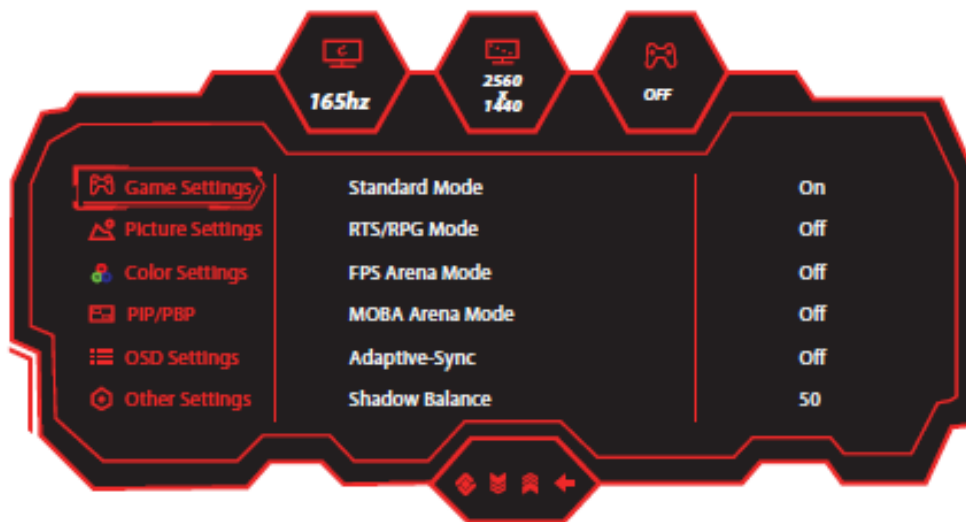 165hz
2560
x
1440
OFF
Game Settings
Standard Mode
On
Picture Settings
RTS/RPG Mode
Off
Color Settings
FPS Arena Mode
Off
PIP/PBP
MOBA Arena Mode
Off
OSD Settings
Adaptive-Sync
Off
Other Settings
Shadow Balance
50